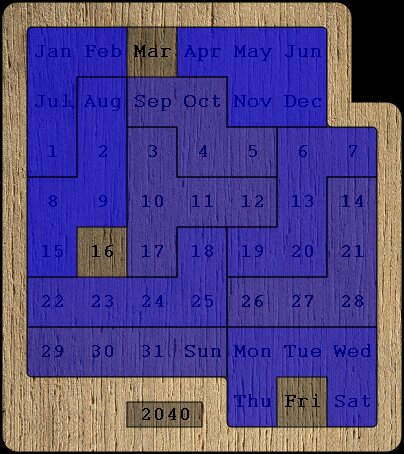 Jan Feb Mar Apr May Jun
Jul Aug Sep Oct Nov Dec
1 2 3 4 5 6 7
8 9 10 11 12 13 14
15 16 17 18 19 20 21
22 23 24 25 26 27 28
29 30 31 Sun Mon Tue Wed
Thu Fri Sat
2040